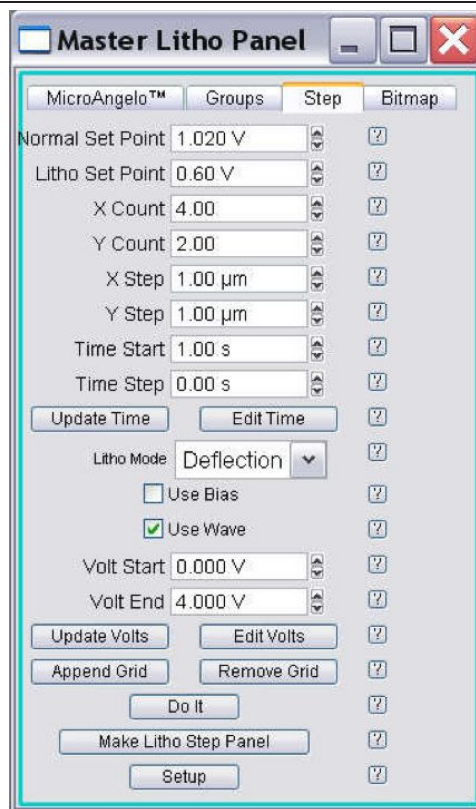 Master Litho Panel
MicroAngelo™ Groups Step Bitmap
Normal Set Point 1.020 V ?
Litho Set Point 0.60 V ?
X Count 4.00 ?
Y Count 2.00 ?
X Step 1.00 µm ?
Y Step 1.00 µm ?
Time Start 1.00 s ?
Time Step 0.00 s ?
Update Time Edit Time ?
Litho Mode Deflection ?
Use Bias ?
Use Wave ?
Volt Start 0.000 V ?
Volt End 4.000 V ?
Update Volts Edit Volts ?
Append Grid Remove Grid ?
Do It ?
Make Litho Step Panel ?
Setup ?